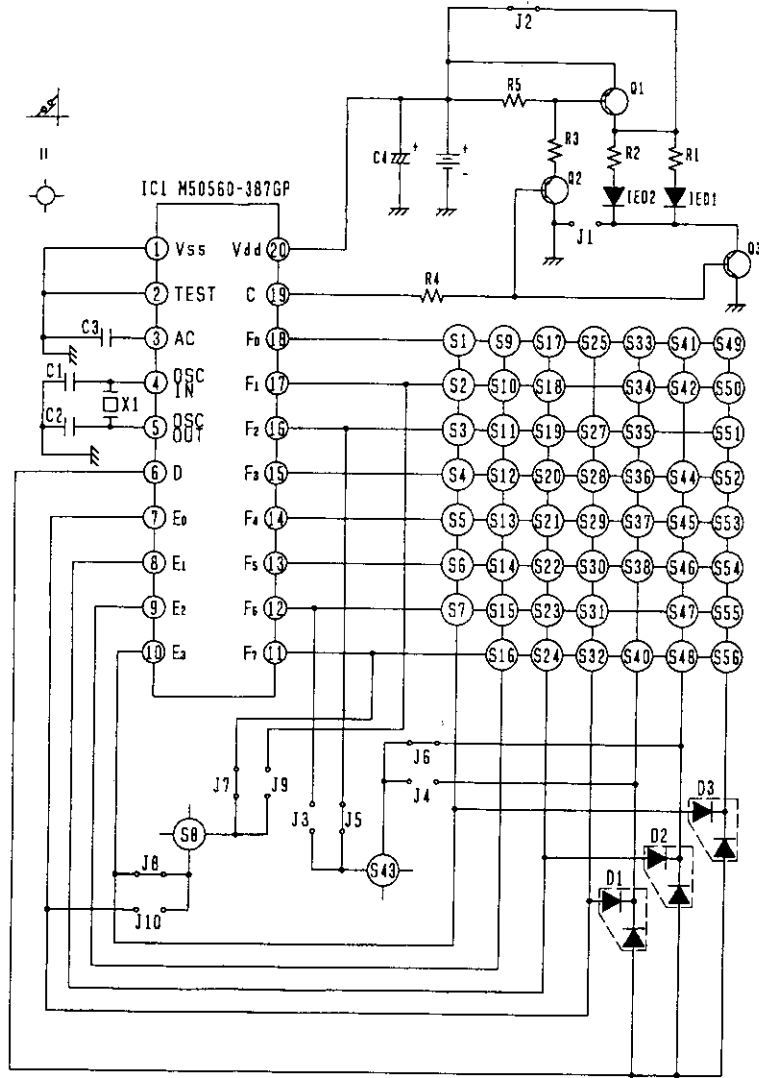 J2
Q1
R5
R3
C4 + + -
R2 R1
Q2
IC1 M50560-387GP
LED2 LED1
J1
1 Vss Vdd 20
Q3
R4
2 TEST C 19
C3
3 AC F0 18 S1 S9 S17 S25 S33 S41 S49
C1
4 OSC IN F1 17 S2 S10 S18 S34 S42 S50
X1
C2
5 OSC OUT F2 16 S3 S11 S19 S27 S35 S51
6 D F3 15 S4 S12 S20 S28 S36 S44 S52
7 E0 F4 14 S5 S13 S21 S29 S37 S45 S53
8 E1 F5 13 S6 S14 S22 S30 S38 S46 S54
9 E2 F6 12 S7 S15 S23 S31 S47 S55
10 E3 F7 11 S16 S24 S32 S40 S48 S56
J6
J7 J9
J4
D3
J3 J5
S8
D2
J8
S43
D1
J10